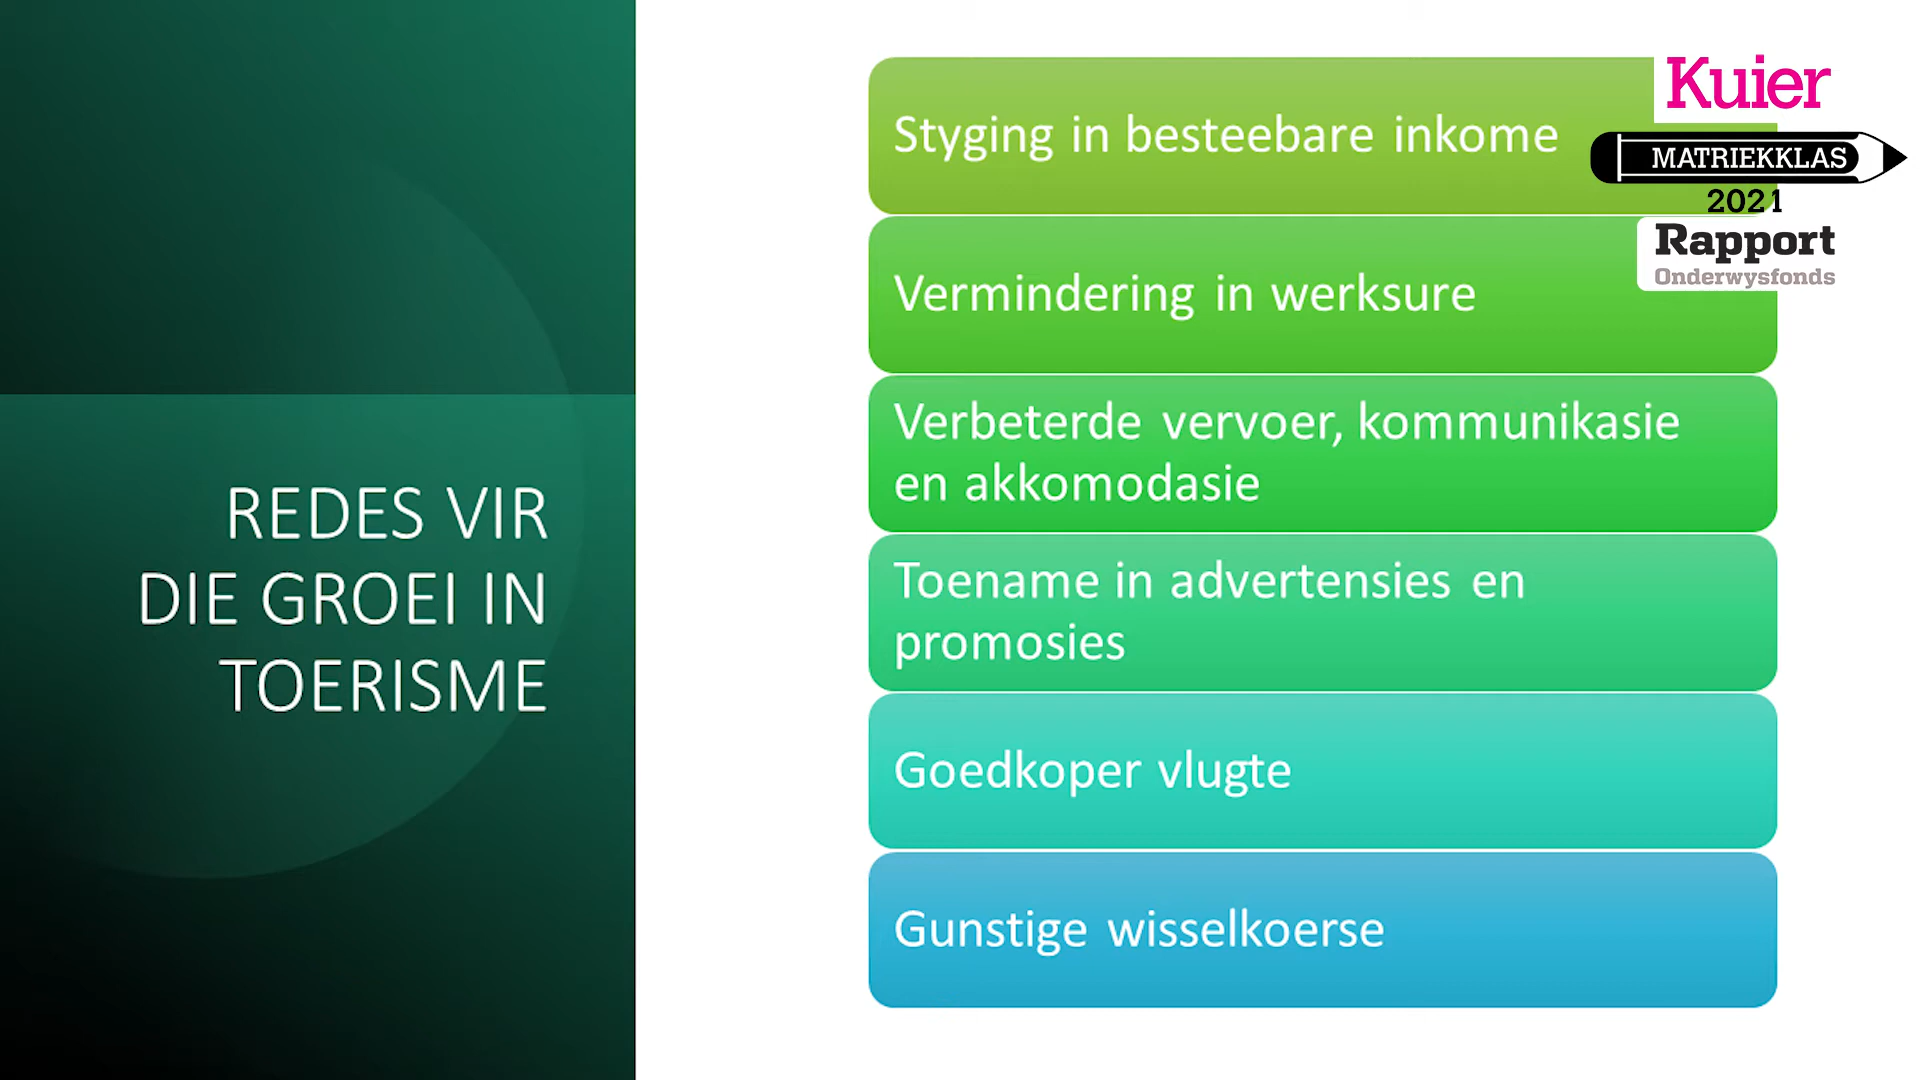 REDES VIR
DIE GROEI IN
TOERISME
Styging in besteebare inkome
Vermindering in werksure
Verbeterde vervoer, kommunikasie
en akkomodasie
Toename in advertensies en
promosies
Goedkoper vlugte
Gunstige wisselkoerse
Kuier
MATRIEKKLAS
2021
Rapport
Onderwysfonds